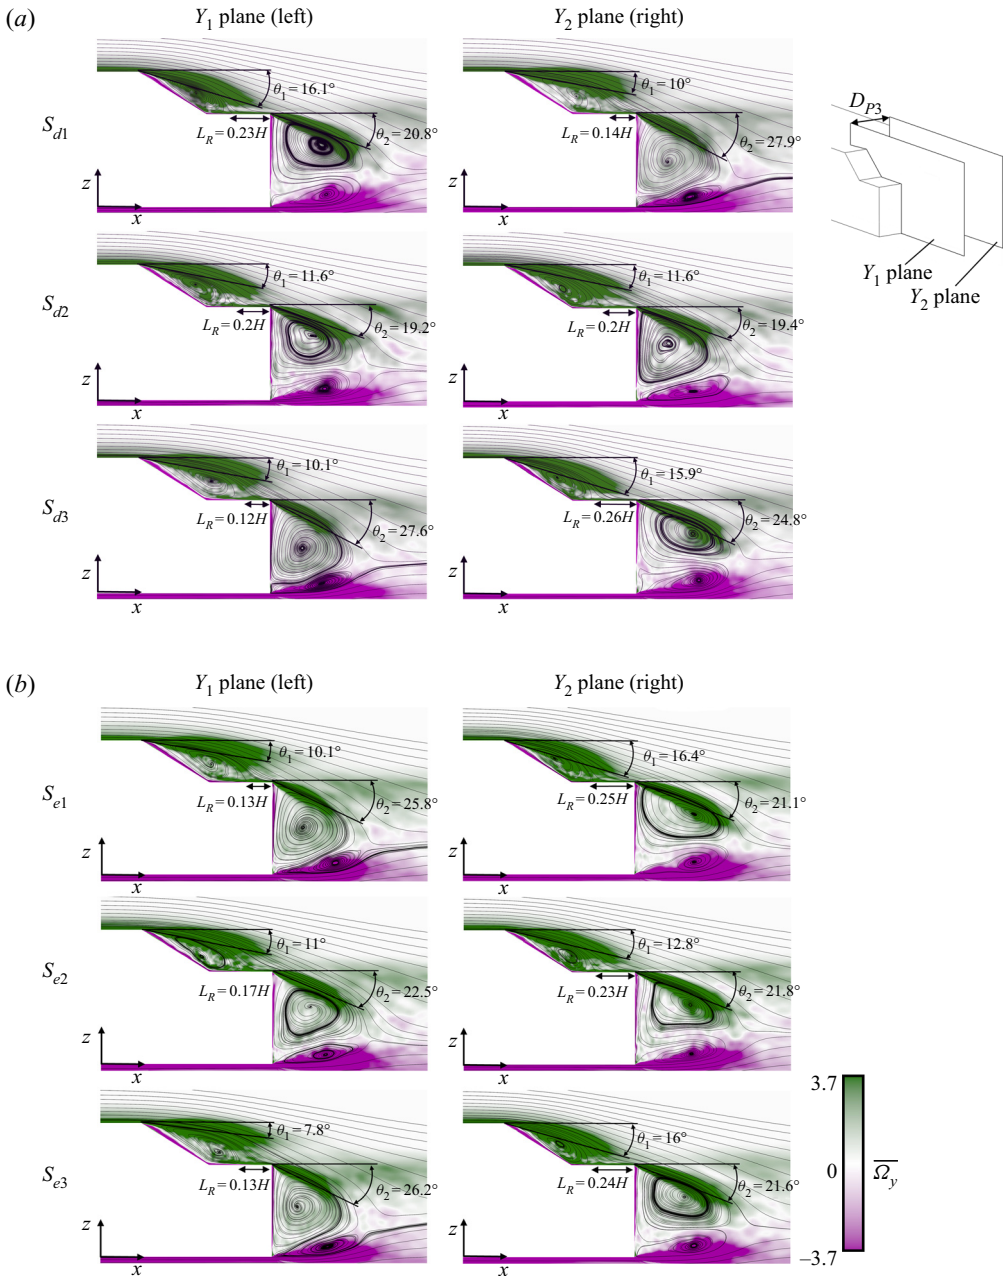 (a)
Y1 plane (left)
Y2 plane (right)
Sd1
θ1 = 16.1°
LR = 0.23H
θ2 = 20.8°
z
x
θ1 = 10°
LR = 0.14H
θ2 = 27.9°
x
DP3
Y1 plane
Y2 plane
Sd2
θ1 = 11.6°
LR = 0.2H
θ2 = 19.2°
z
x
θ1 = 11.6°
LR = 0.2H
θ2 = 19.4°
x
Sd3
θ1 = 10.1°
LR = 0.12H
θ2 = 27.6°
z
x
θ1 = 15.9°
LR = 0.26H
θ2 = 24.8°
x
(b)
Y1 plane (left)
Y2 plane (right)
Se1
θ1 = 10.1°
LR = 0.13H
θ2 = 25.8°
z
x
θ1 = 16.4°
LR = 0.25H
θ2 = 21.1°
x
Se2
θ1 = 11°
LR = 0.17H
θ2 = 22.5°
z
x
θ1 = 12.8°
LR = 0.23H
θ2 = 21.8°
x
Se3
θ1 = 7.8°
LR = 0.13H
θ2 = 26.2°
z
x
θ1 = 16°
LR = 0.24H
θ2 = 21.6°
x
3.7
0
−3.7
Ω̅y